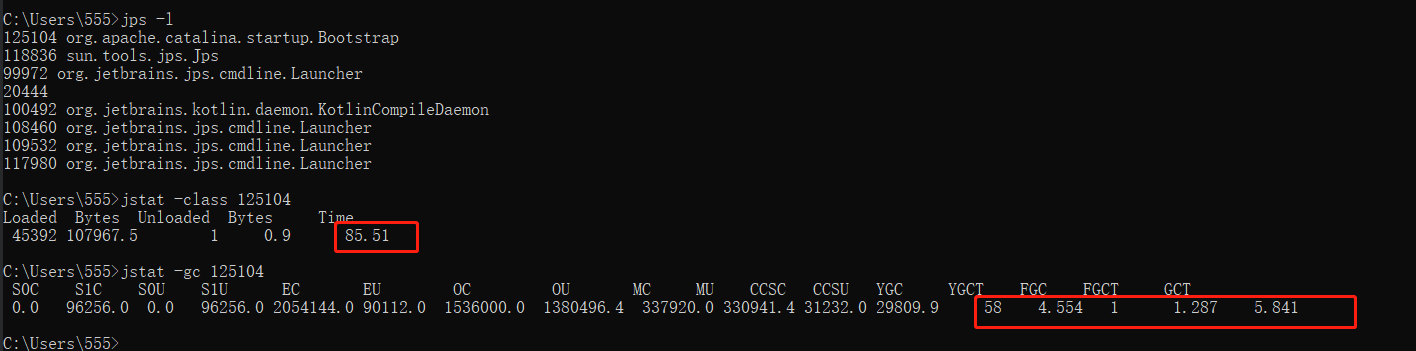 C:\Users\555>jps -l
125104 org.apache.catalina.startup.Bootstrap
118836 sun.tools.jps.Jps
99972 org.jetbrains.jps.cmdline.Launcher
20444
100492 org.jetbrains.kotlin.daemon.KotlinCompileDaemon
108460 org.jetbrains.jps.cmdline.Launcher
109532 org.jetbrains.jps.cmdline.Launcher
117980 org.jetbrains.jps.cmdline.Launcher
C:\Users\555>jstat -class 125104
Loaded Bytes Unloaded Bytes Time
45392 107967.5 1 0.9 85.51
C:\Users\555>jstat -gc 125104
S0C S1C S0U S1U EC EU OC OU MC MU CCSC CCSU YGC YGCT FGC FGCT GCT
0.0 96256.0 0.0 96256.0 2054144.0 90112.0 1536000.0 1380496.4 337920.0 330941.4 31232.0 29809.9 58 4.554 1 1.287 5.841
C:\Users\555>